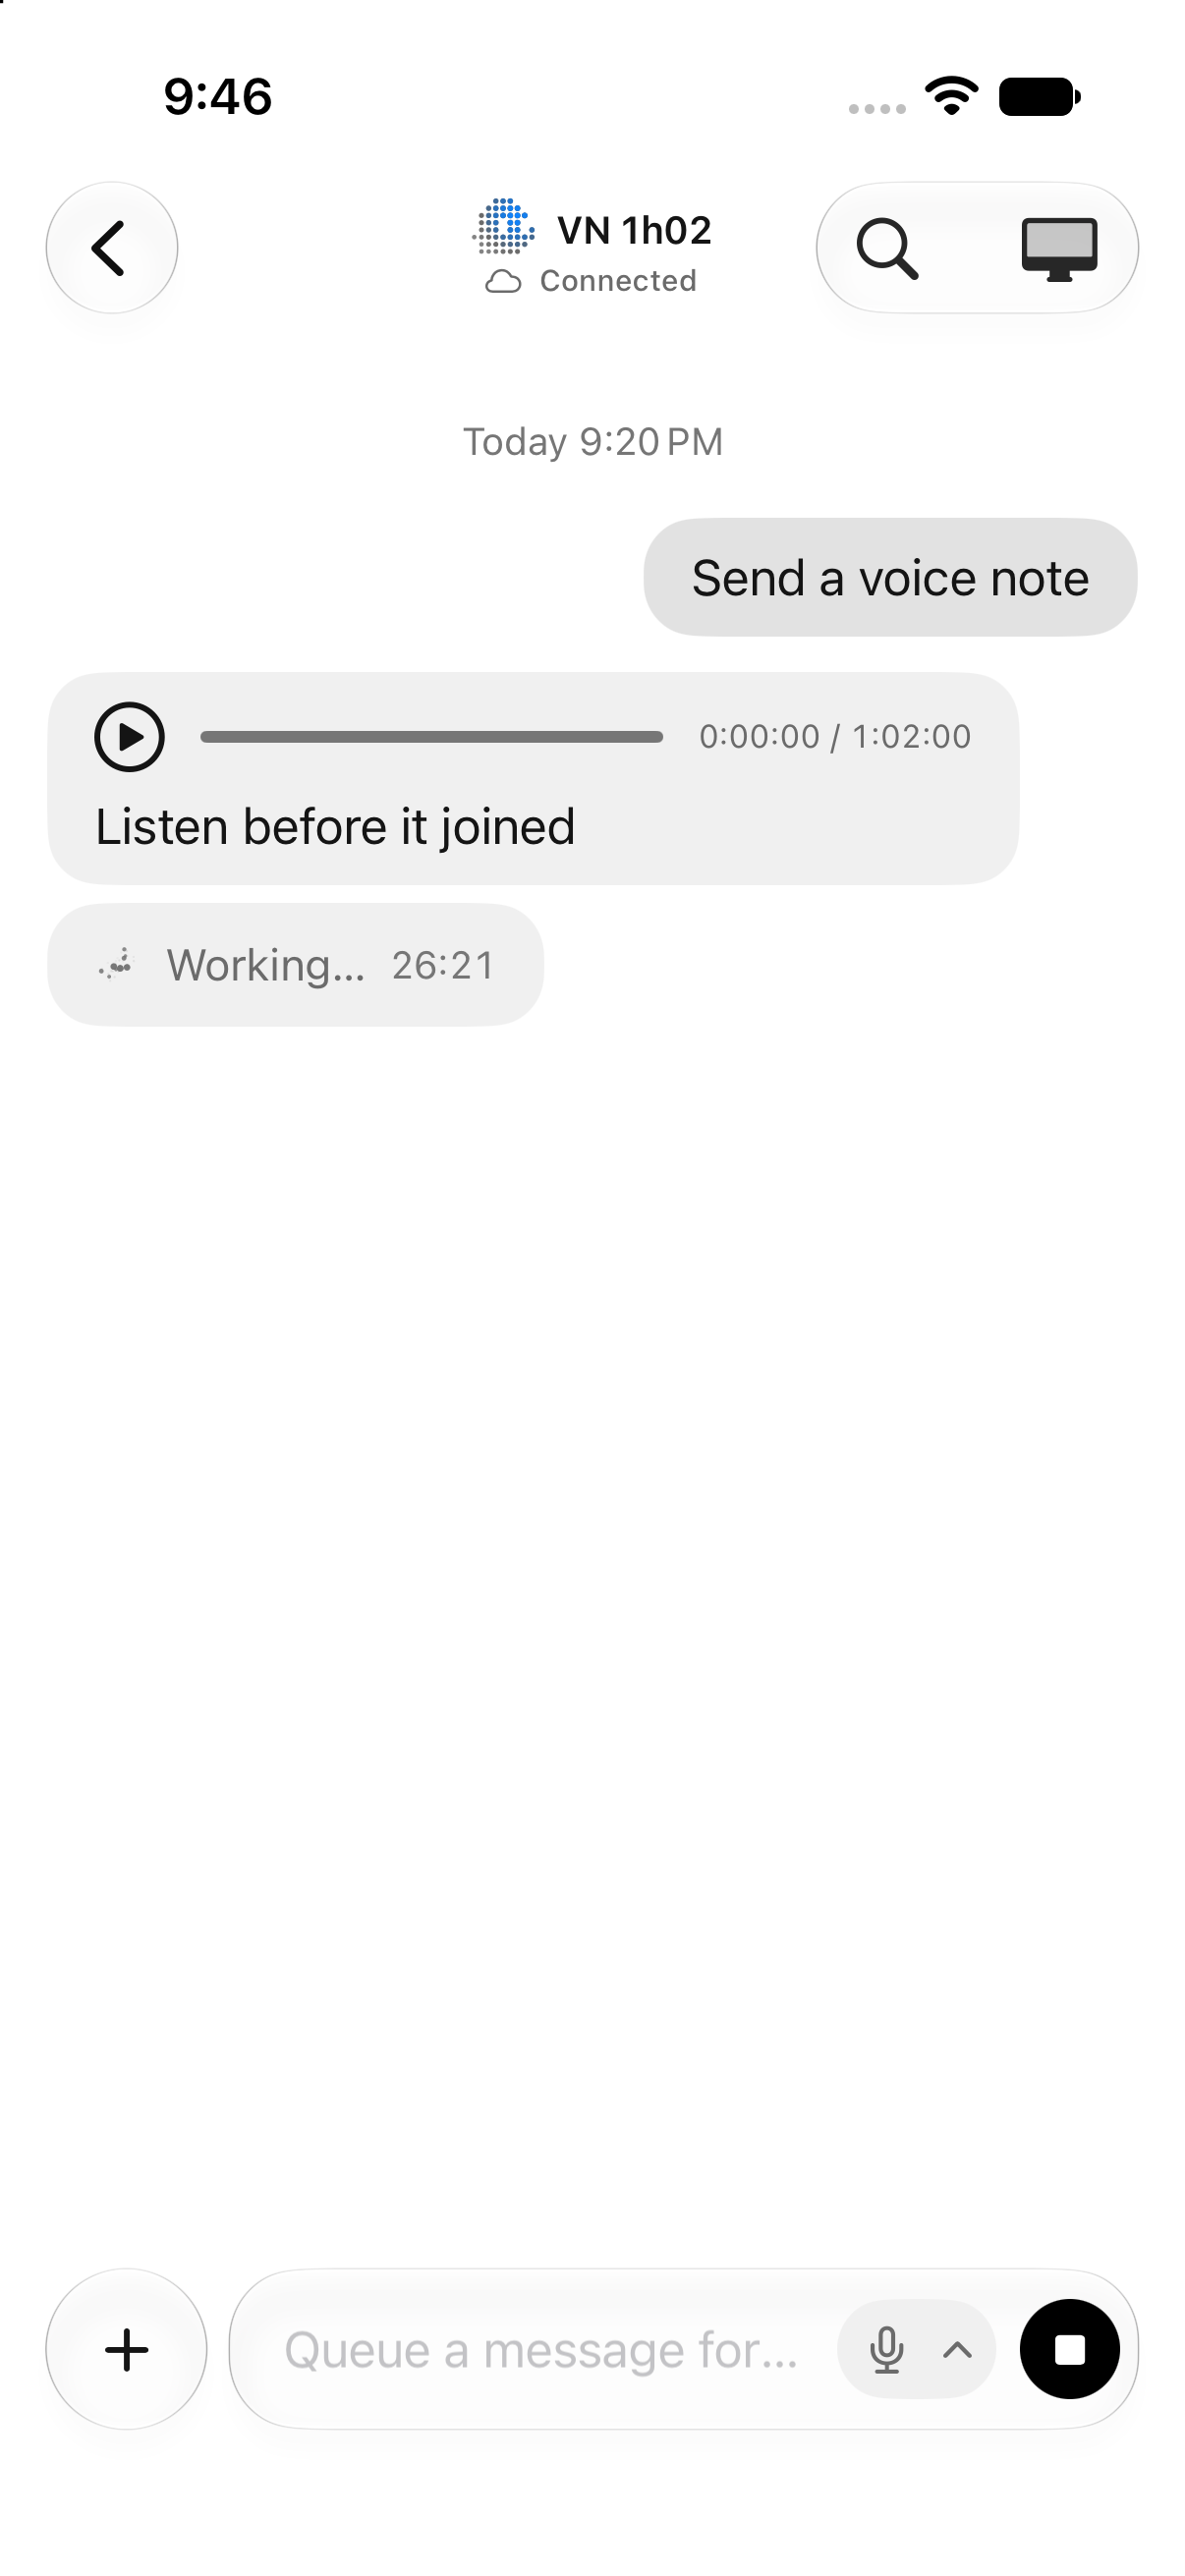 9:46
VN 1h02
Connected
Today 9:20 PM
Send a voice note
0:00:00 / 1:02:00
Listen before it joined
Working... 26:21
Queue a message for...